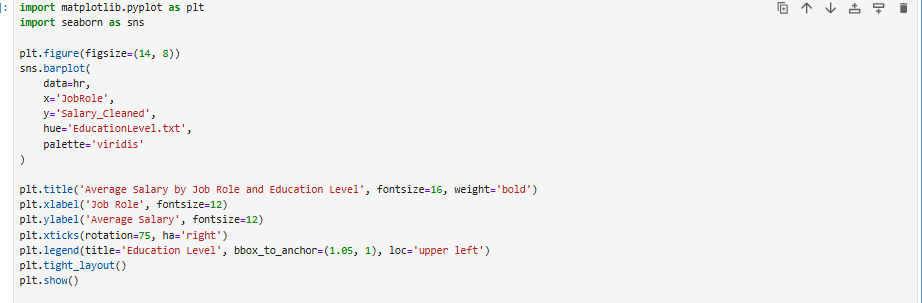 ]:
import matplotlib.pyplot as plt
import seaborn as sns

plt.figure(figsize=(14, 8))
sns.barplot(
    data=hr,
    x='JobRole',
    y='Salary_Cleaned',
    hue='EducationLevel.txt',
    palette='viridis'
)

plt.title('Average Salary by Job Role and Education Level', fontsize=16, weight='bold')
plt.xlabel('Job Role', fontsize=12)
plt.ylabel('Average Salary', fontsize=12)
plt.xticks(rotation=75, ha='right')
plt.legend(title='Education Level', bbox_to_anchor=(1.05, 1), loc='upper left')
plt.tight_layout()
plt.show()